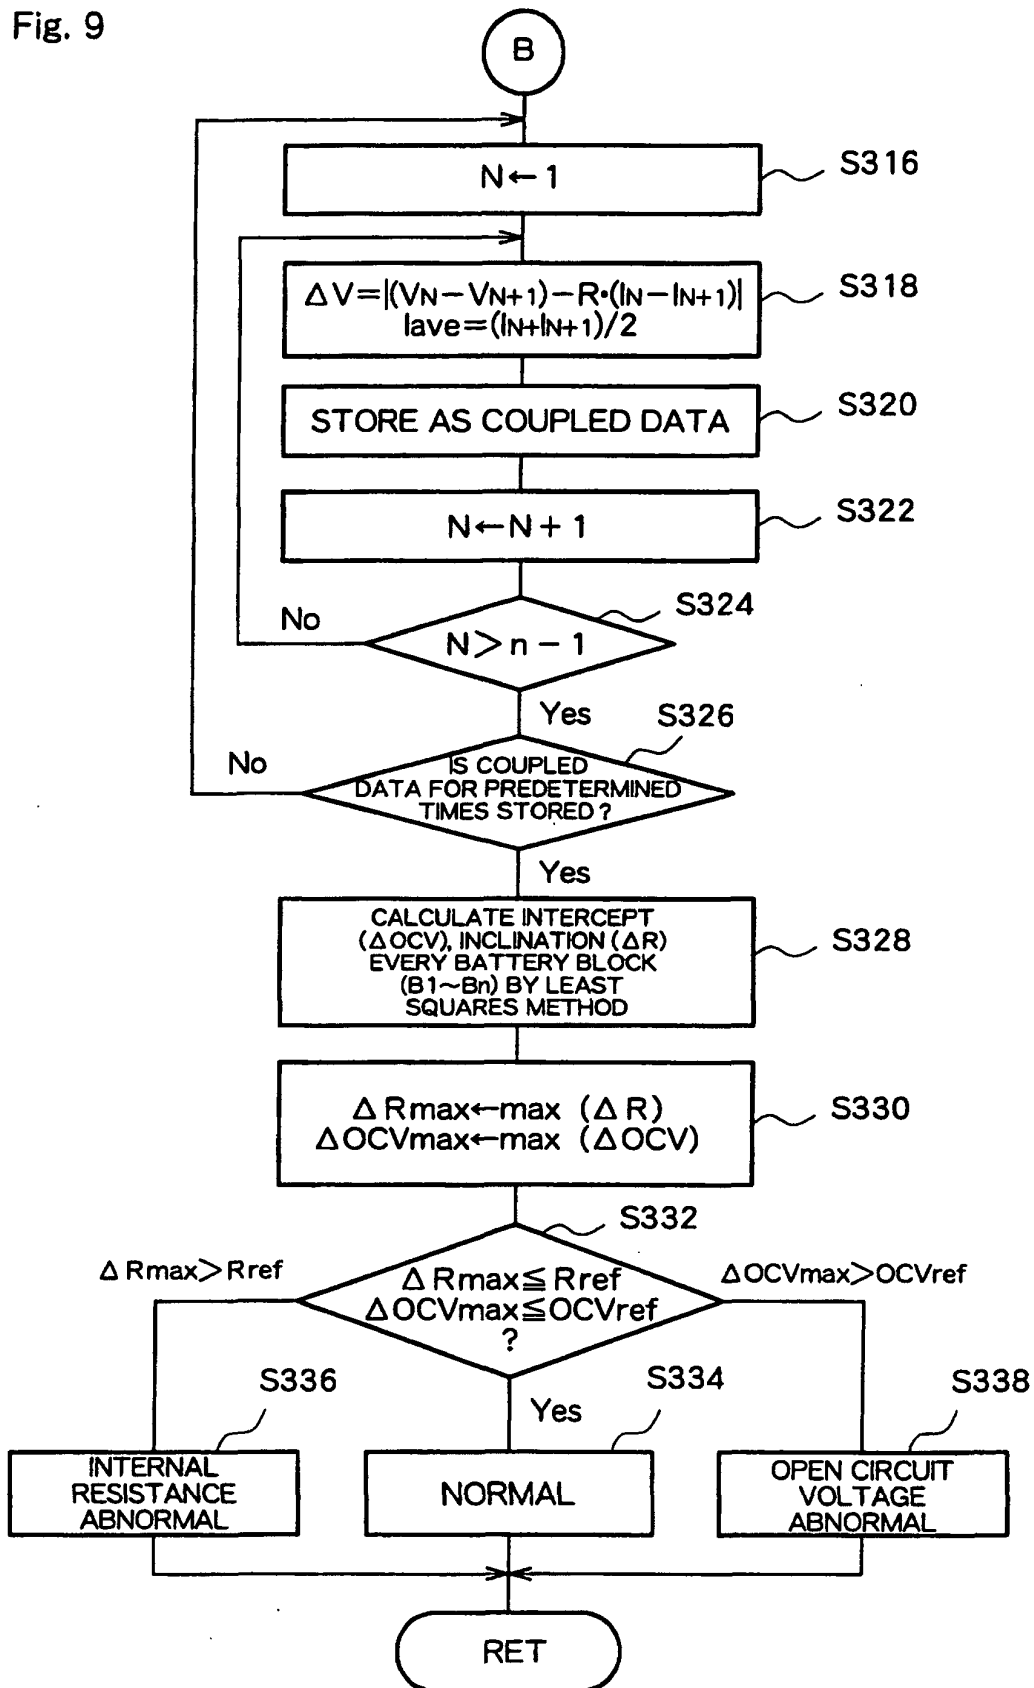 Fig. 9
B
N←1
S316
ΔV=|(VN−VN+1)−R•(IN−IN+1)|
Iave=(IN+IN+1)/2
S318
STORE AS COUPLED DATA
S320
N←N+1
S322
S324
No
N>n−1
Yes
S326
No
IS COUPLED
DATA FOR PREDETERMINED
TIMES STORED?
Yes
CALCULATE INTERCEPT
(ΔOCV), INCLINATION (ΔR)
EVERY BATTERY BLOCK
(B1~Bn) BY LEAST
SQUARES METHOD
S328
ΔRmax←max (ΔR)
ΔOCVmax←max (ΔOCV)
S330
S332
ΔRmax>Rref
ΔRmax≦Rref
ΔOCVmax≦OCVref
?
ΔOCVmax>OCVref
S336
S334
S338
Yes
INTERNAL
RESISTANCE
ABNORMAL
NORMAL
OPEN CIRCUIT
VOLTAGE
ABNORMAL
RET